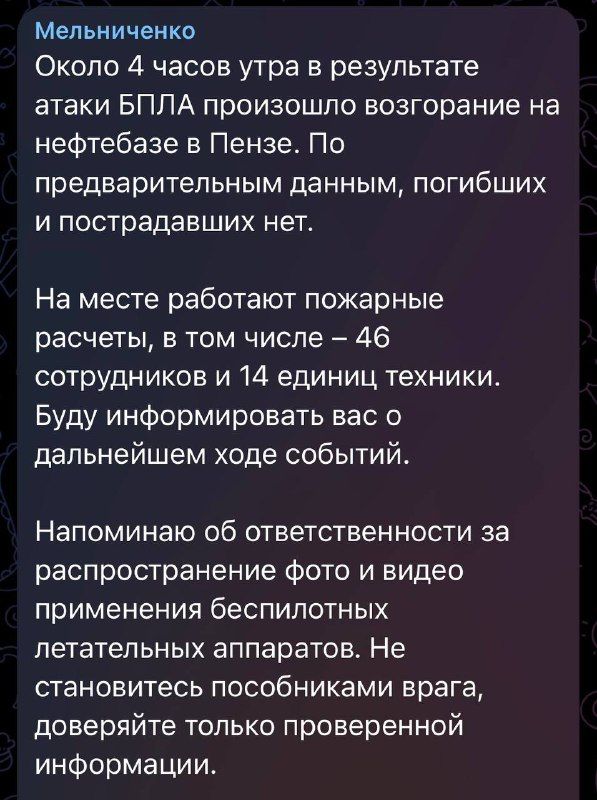 Мельниченко
Около 4 часов утра в результате
атаки БПЛА произошло возгорание на
нефтебазе в Пензе. По
предварительным данным, погибших
и пострадавших нет.
На месте работают пожарные
расчеты, в том числе – 46
сотрудников и 14 единиц техники.
Буду информировать вас о
дальнейшем ходе событий.
Напоминаю об ответственности за
распространение фото и видео
применения беспилотных
летательных аппаратов. Не
становитесь пособниками врага,
доверяйте только проверенной
информации.